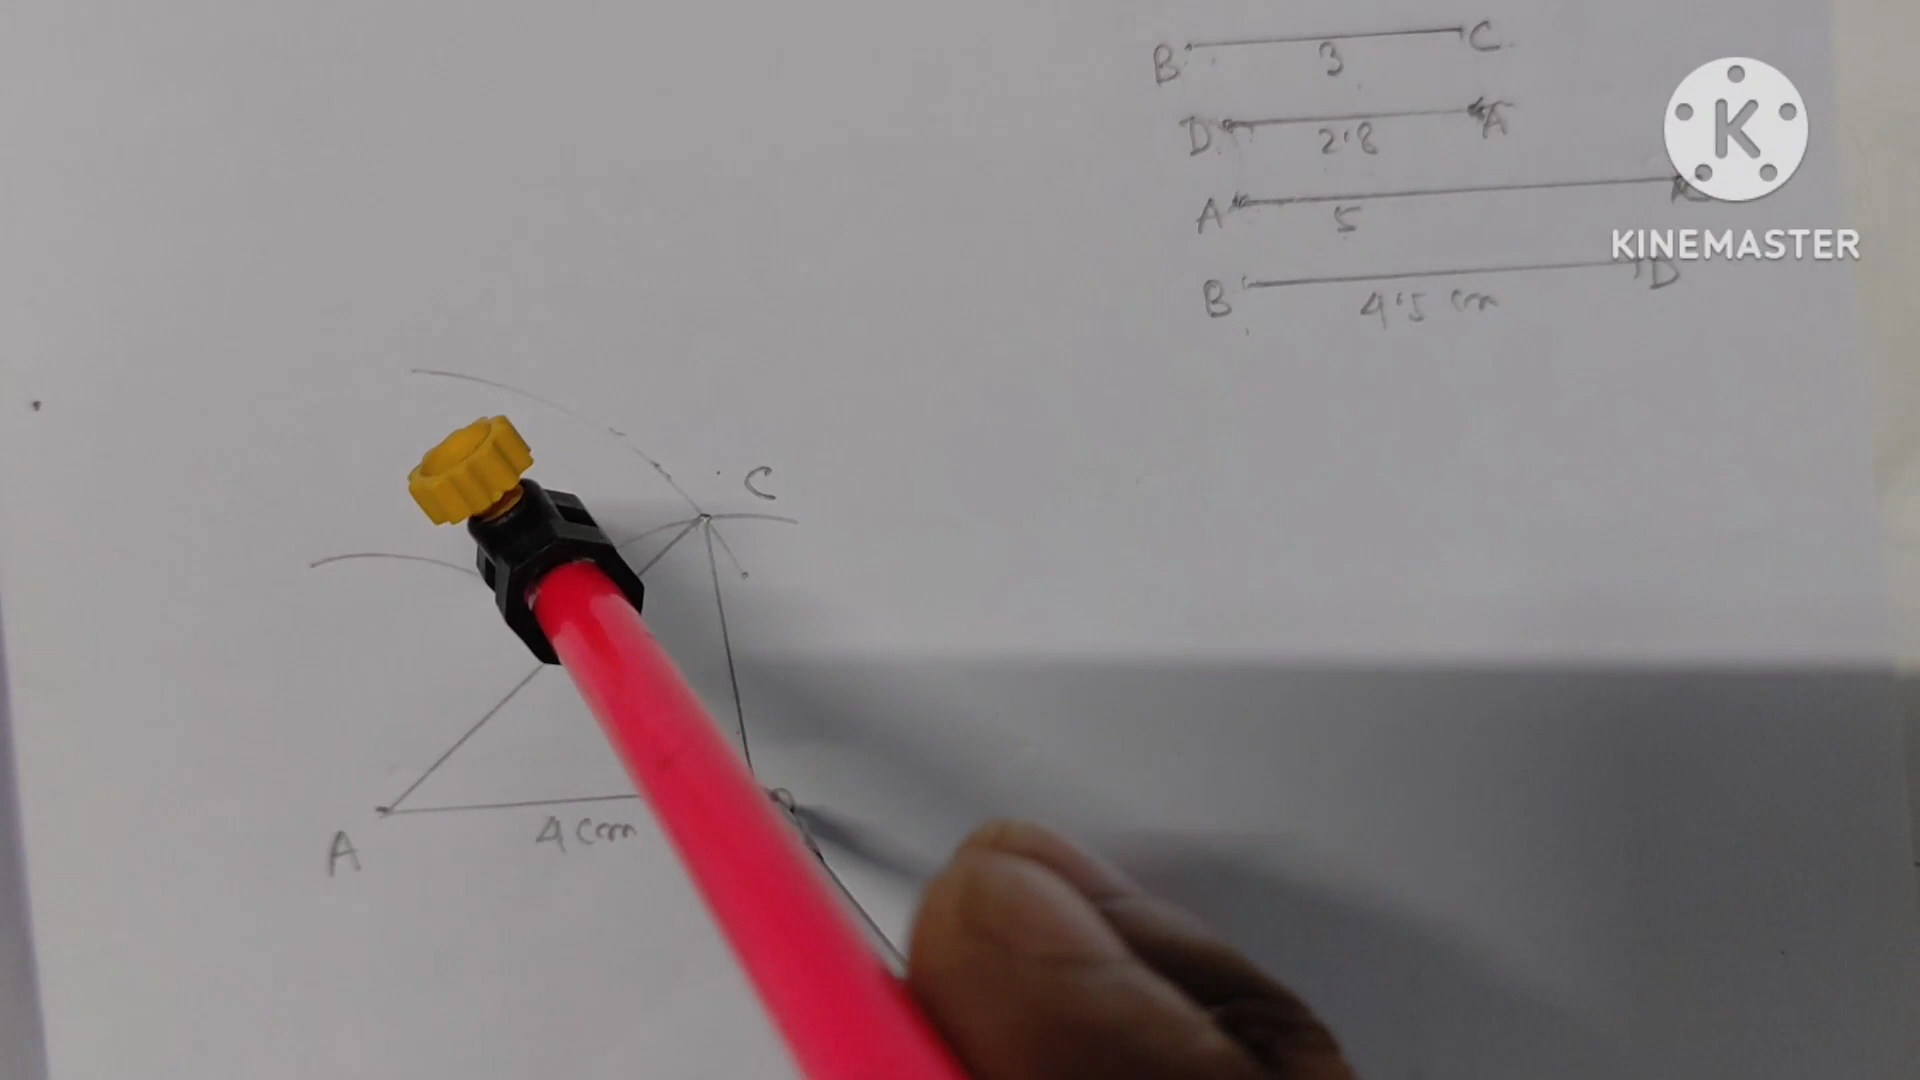 B 3 C
D 2.8 A
A 5
B 4.5 cm D
K
KINEMASTER
C
A 4 cm